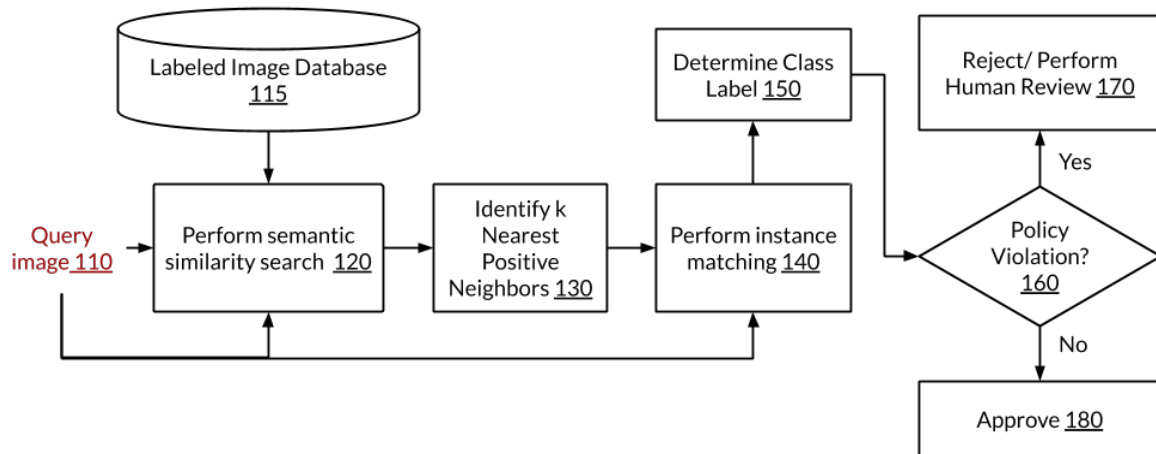 Labeled Image Database
115
Query
image 110
Perform semantic
similarity search 120
Identify k
Nearest
Positive
Neighbors 130
Perform instance
matching 140
Determine Class
Label 150
Policy
Violation?
160
Yes
Reject/ Perform
Human Review 170
No
Approve 180